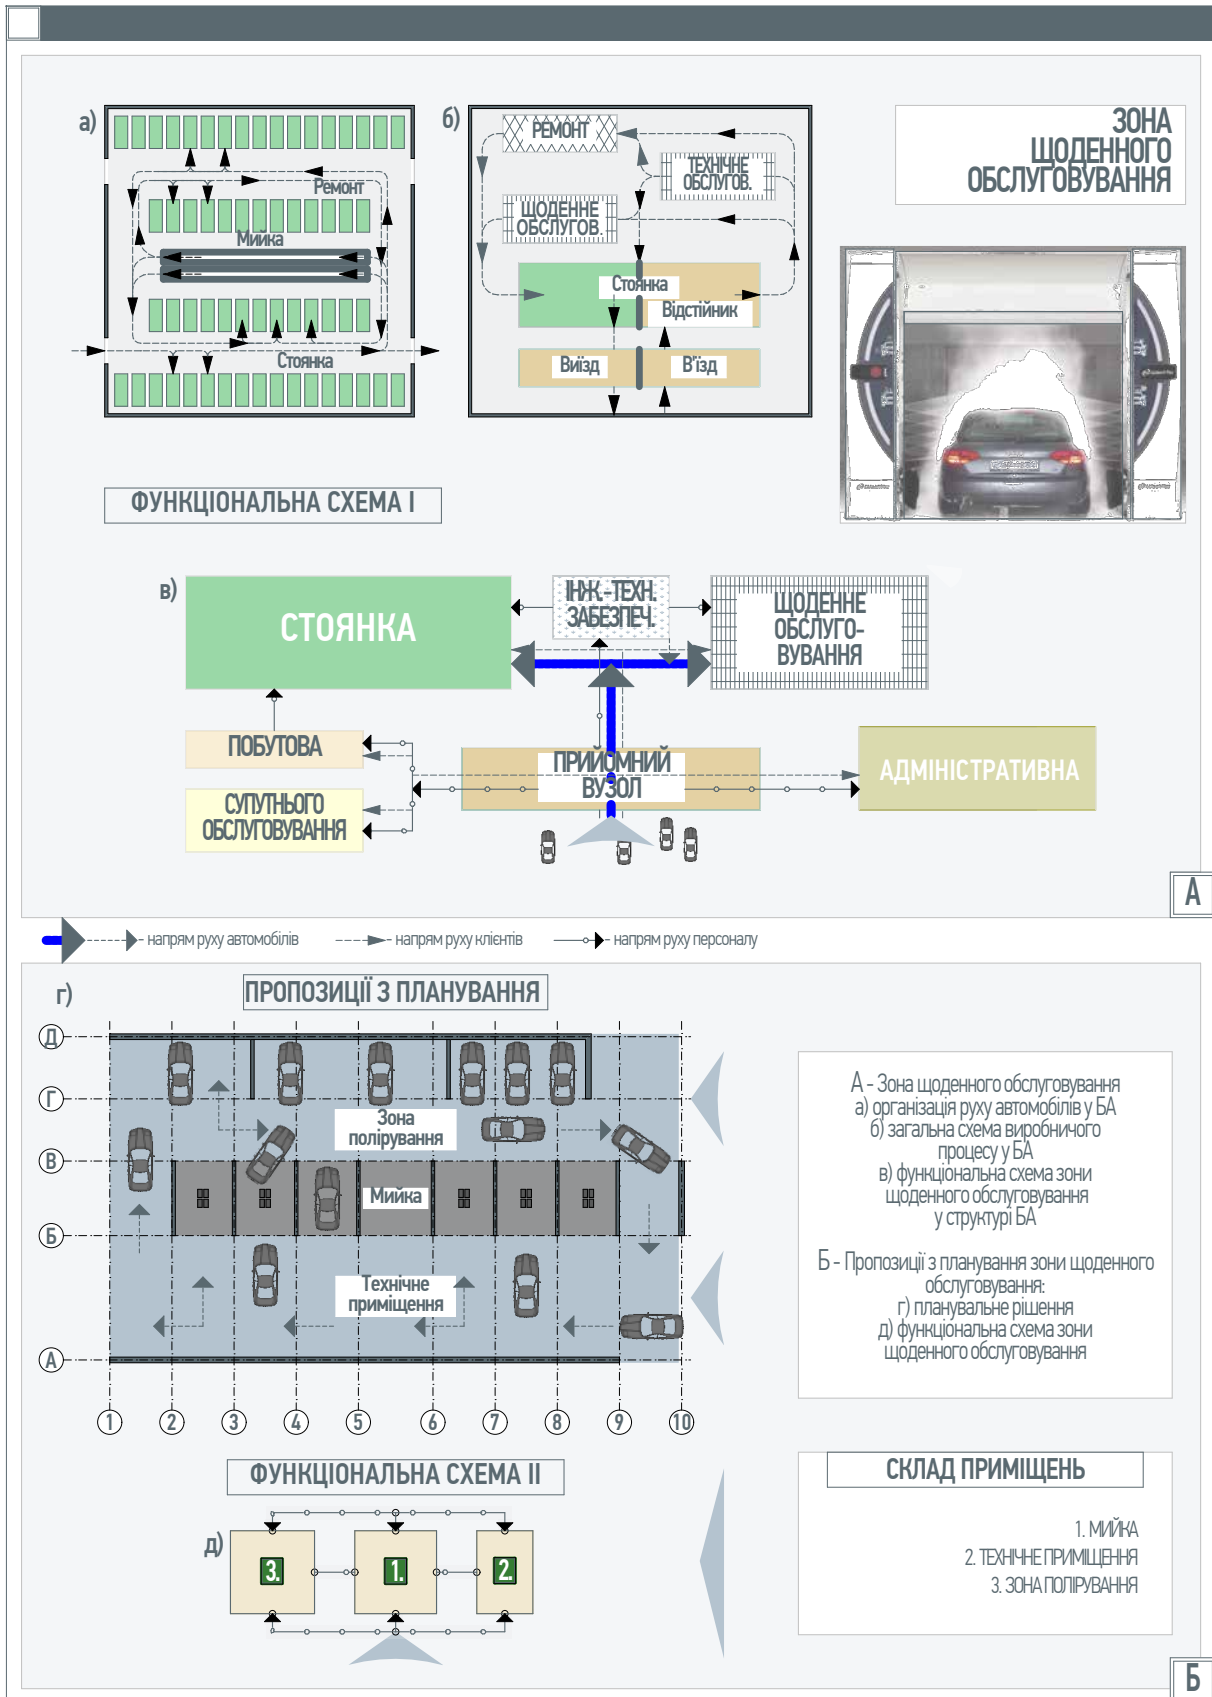 ЗОНА
ЩОДЕННОГО
ОБСЛУГОВУВАННЯ
а)
Ремонт
Мийка
Стоянка
б)
РЕМОНТ
ТЕХНІЧНЕ
ОБСЛУГОВ.
ЩОДЕННЕ
ОБСЛУГОВ.
Стоянка
Відстійник
Виїзд
В'їзд
ФУНКЦІОНАЛЬНА СХЕМА І
в)
СТОЯНКА
ІНЖ.-ТЕХН.
ЗАБЕЗПЕЧ.
ЩОДЕННЕ
ОБСЛУГО-
ВУВАННЯ
ПОБУТОВА
СУПУТНЬОГО
ОБСЛУГОВУВАННЯ
ПРИЙОМНИЙ
ВУЗОЛ
АДМІНІСТРАТИВНА
А
- напрям руху автомобілів
- напрям руху клієнтів
- напрям руху персоналу
г)
ПРОПОЗИЦІЇ З ПЛАНУВАННЯ
Д
Г
В
Б
А
Зона
полірування
Мийка
Технічне
приміщення
1 2 3 4 5 6 7 8 9 10
А - Зона щоденного обслуговування
а) організація руху автомобілів у БА
б) загальна схема виробничого
процесу у БА
в) функціональна схема зони
щоденного обслуговування
у структурі БА
Б - Пропозиції з планування зони щоденного
обслуговування:
г) планувальне рішення
д) функціональна схема зони
щоденного обслуговування
ФУНКЦІОНАЛЬНА СХЕМА ІІ
д)
3. 1. 2.
СКЛАД ПРИМІЩЕНЬ
1. МИЙКА
2. ТЕХНІЧНЕ ПРИМІЩЕННЯ
3. ЗОНА ПОЛІРУВАННЯ
Б